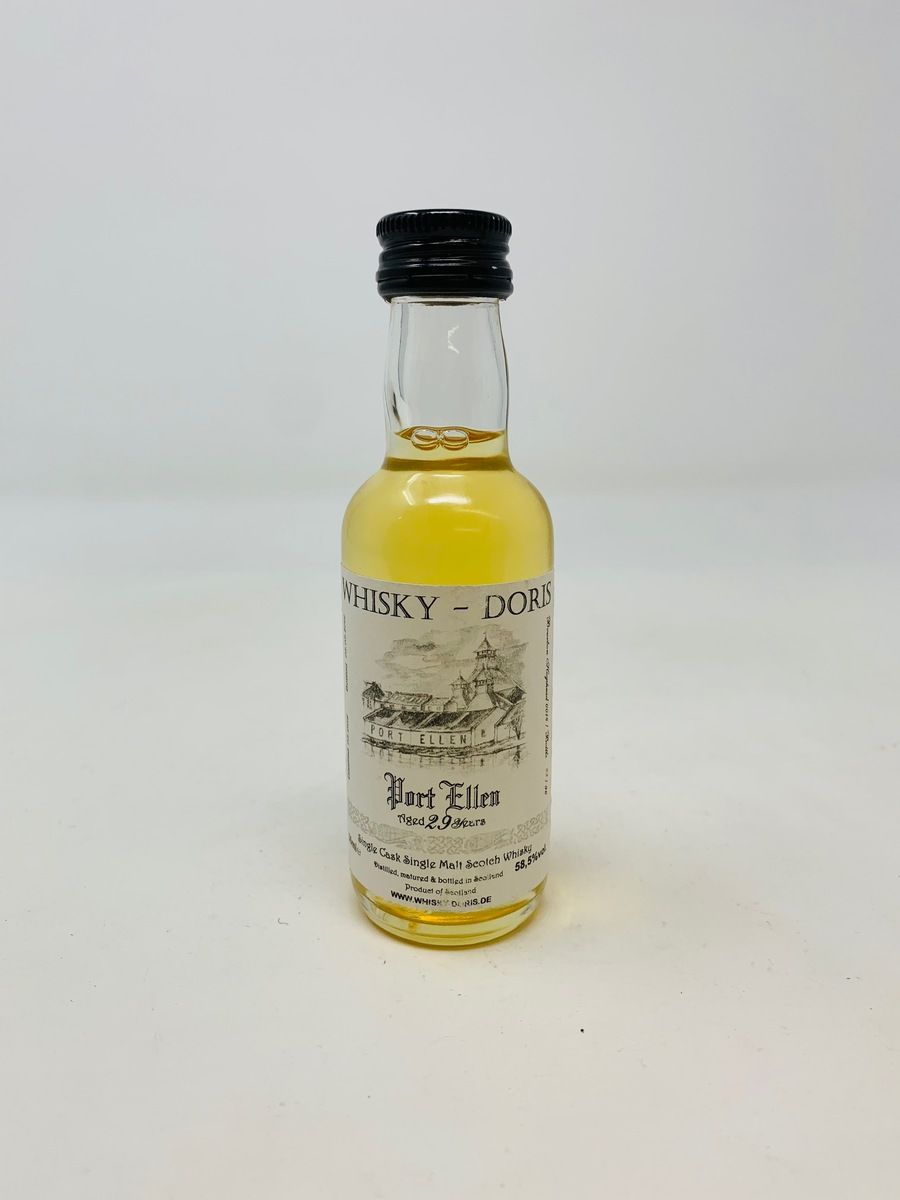 WHISKY - DORIS
PORT ELLEN
Port Ellen
Aged 29 Years
Single Cask Single Malt Scotch Whisky
58,5%vol.
Distilled, matured & bottled in Scotland
Product of Scotland
WWW.WHISKY-DORIS.DE